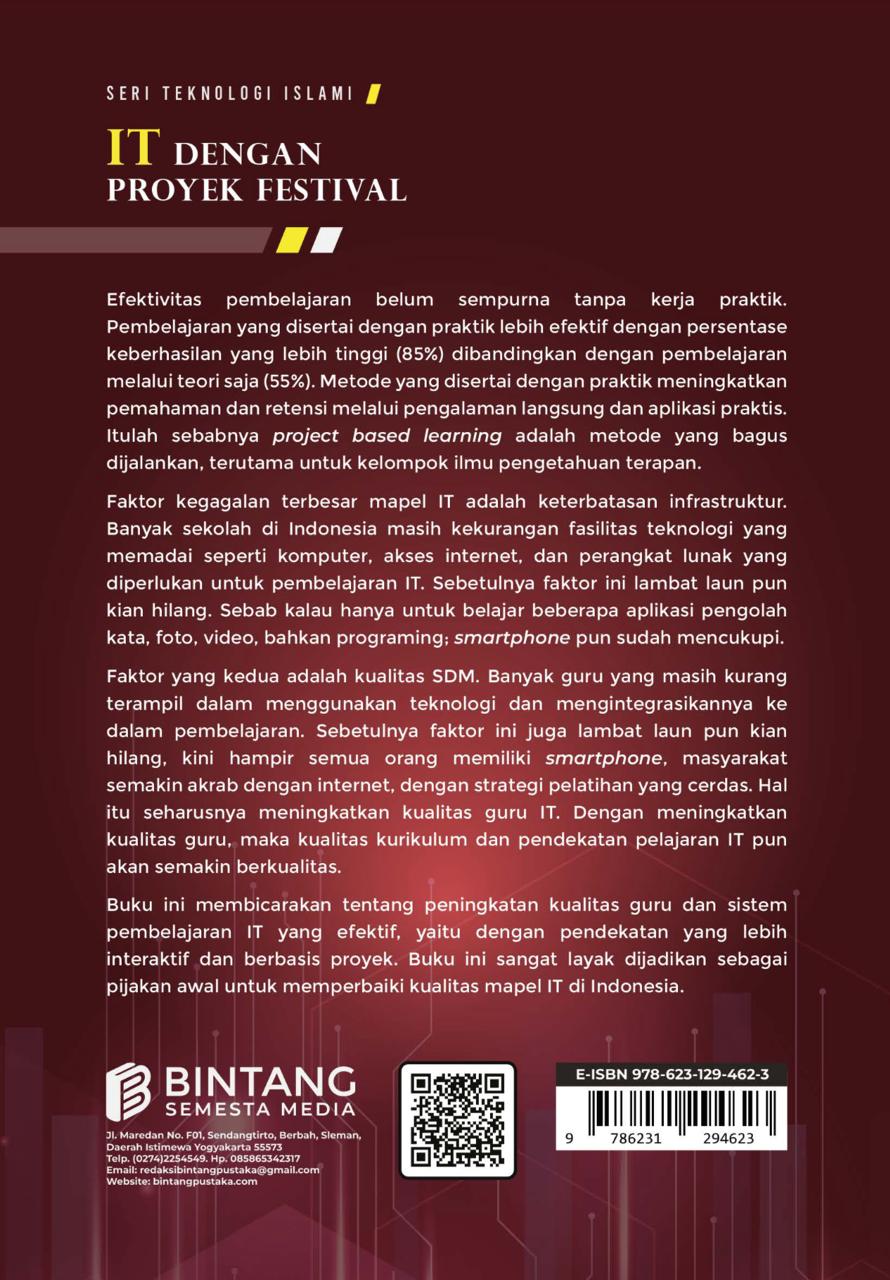 SERI TEKNOLOGI ISLAMI
IT DENGAN
PROYEK FESTIVAL
Efektivitas pembelajaran belum sempurna tanpa kerja praktik.
Pembelajaran yang disertai dengan praktik lebih efektif dengan persentase
keberhasilan yang lebih tinggi (85%) dibandingkan dengan pembelajaran
melalui teori saja (55%). Metode yang disertai dengan praktik meningkatkan
pemahaman dan retensi melalui pengalaman langsung dan aplikasi praktis.
Itulah sebabnya project based learning adalah metode yang bagus
dijalankan, terutama untuk kelompok ilmu pengetahuan terapan.
Faktor kegagalan terbesar mapel IT adalah keterbatasan infrastruktur.
Banyak sekolah di Indonesia masih kekurangan fasilitas teknologi yang
memadai seperti komputer, akses internet, dan perangkat lunak yang
diperlukan untuk pembelajaran IT. Sebetulnya faktor ini lambat laun pun
kian hilang. Sebab kalau hanya untuk belajar beberapa aplikasi pengolah
kata, foto, video, bahkan programing; smartphone pun sudah mencukupi.
Faktor yang kedua adalah kualitas SDM. Banyak guru yang masih kurang
terampil dalam menggunakan teknologi dan mengintegrasikannya ke
dalam pembelajaran. Sebetulnya faktor ini juga lambat laun pun kian
hilang, kini hampir semua orang memiliki smartphone, masyarakat
semakin akrab dengan internet, dengan strategi pelatihan yang cerdas. Hal
itu seharusnya meningkatkan kualitas guru IT. Dengan meningkatkan
kualitas guru, maka kualitas kurikulum dan pendekatan pelajaran IT pun
akan semakin berkualitas.
Buku ini membicarakan tentang peningkatan kualitas guru dan sistem
pembelajaran IT yang efektif, yaitu dengan pendekatan yang lebih
interaktif dan berbasis proyek. Buku ini sangat layak dijadikan sebagai
pijakan awal untuk memperbaiki kualitas mapel IT di Indonesia.
BINTANG
SEMESTA MEDIA
Jl. Maredan No. F01, Sendangtirto, Berbah, Sleman,
Daerah Istimewa Yogyakarta 55573
Telp. (0274)2254549. Hp. 085865342317
Email: redaksibintangpustaka@gmail.com
Website: bintangpustaka.com
E-ISBN 978-623-129-462-3
9 786231 294623